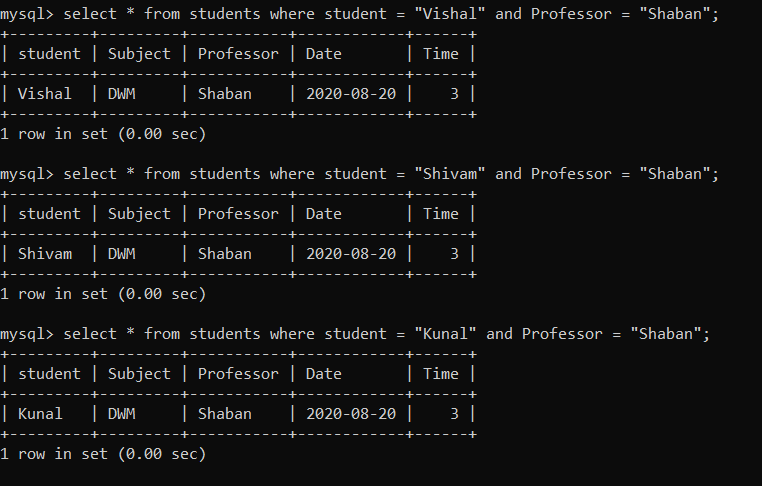 mysql> select * from students where student = "Vishal" and Professor = "Shaban";
+---------+---------+-----------+------------+------+
| student | Subject | Professor | Date       | Time |
+---------+---------+-----------+------------+------+
| Vishal  | DWM     | Shaban    | 2020-08-20 |    3 |
+---------+---------+-----------+------------+------+
1 row in set (0.00 sec)

mysql> select * from students where student = "Shivam" and Professor = "Shaban";
+---------+---------+-----------+------------+------+
| student | Subject | Professor | Date       | Time |
+---------+---------+-----------+------------+------+
| Shivam  | DWM     | Shaban    | 2020-08-20 |    3 |
+---------+---------+-----------+------------+------+
1 row in set (0.00 sec)

mysql> select * from students where student = "Kunal" and Professor = "Shaban";
+---------+---------+-----------+------------+------+
| student | Subject | Professor | Date       | Time |
+---------+---------+-----------+------------+------+
| Kunal   | DWM     | Shaban    | 2020-08-20 |    3 |
+---------+---------+-----------+------------+------+
1 row in set (0.00 sec)